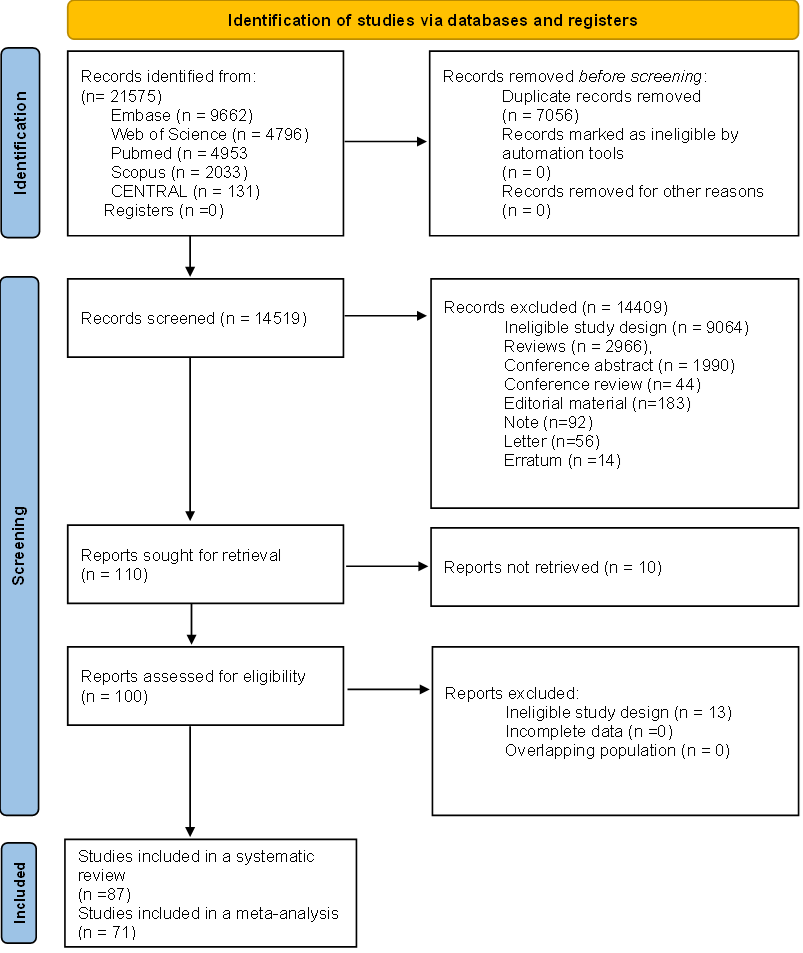 Identification of studies via databases and registers
Identification
Records identified from:
(n= 21575)
Embase (n = 9662)
Web of Science (n = 4796)
Pubmed (n = 4953
Scopus (n = 2033)
CENTRAL (n = 131)
Registers (n =0)
Records removed before screening:
Duplicate records removed
(n = 7056)
Records marked as ineligible by
automation tools
(n = 0)
Records removed for other reasons
(n = 0)
Screening
Records screened (n = 14519)
Records excluded (n = 14409)
Ineligible study design (n = 9064)
Reviews (n = 2966),
Conference abstract (n = 1990)
Conference review (n= 44)
Editorial material (n=183)
Note (n=92)
Letter (n=56)
Erratum (n =14)
Reports sought for retrieval
(n = 110)
Reports not retrieved (n = 10)
Reports assessed for eligibility
(n = 100)
Reports excluded:
Ineligible study design (n = 13)
Incomplete data (n =0)
Overlapping population (n = 0)
Included
Studies included in a systematic
review
(n =87)
Studies included in a meta-analysis
(n = 71)